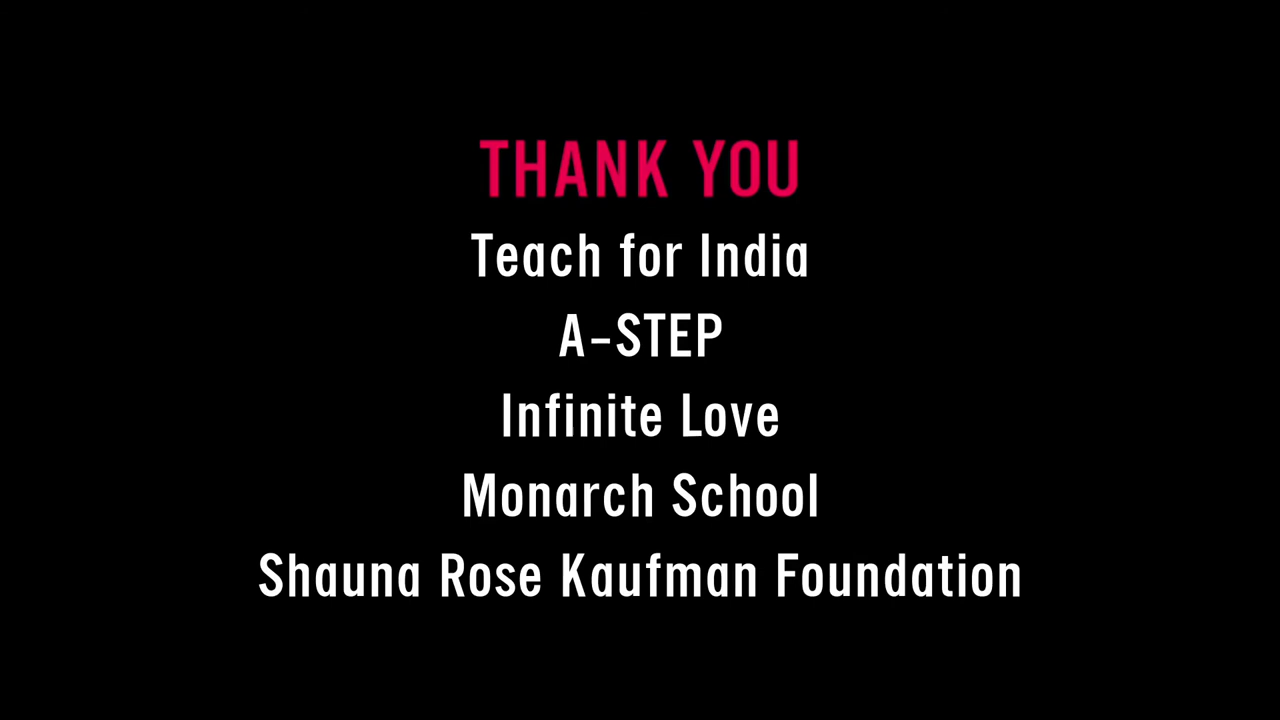 THANK YOU
Teach for India
A-STEP
Infinite Love
Monarch School
Shauna Rose Kaufman Foundation